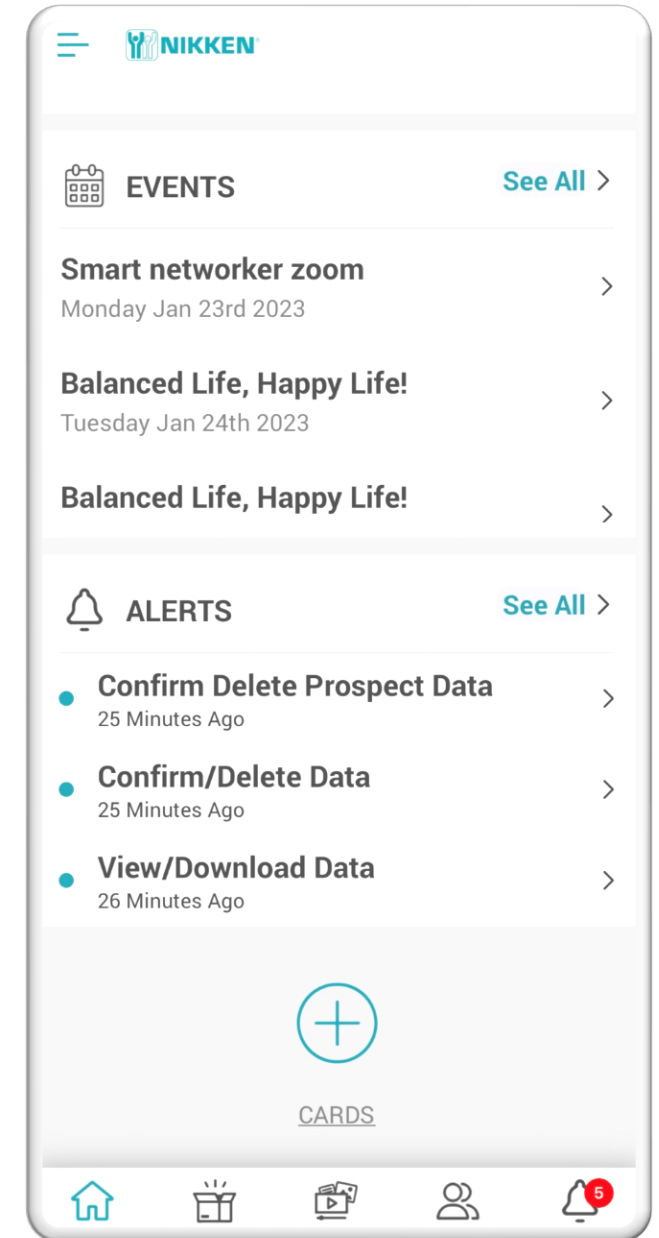 NIKKEN
EVENTS
See All
Smart networker zoom
Monday Jan 23rd 2023
Balanced Life, Happy Life!
Tuesday Jan 24th 2023
Balanced Life, Happy Life!
ALERTS
See All
Confirm Delete Prospect Data
25 Minutes Ago
Confirm/Delete Data
25 Minutes Ago
View/Download Data
26 Minutes Ago
CARDS
5